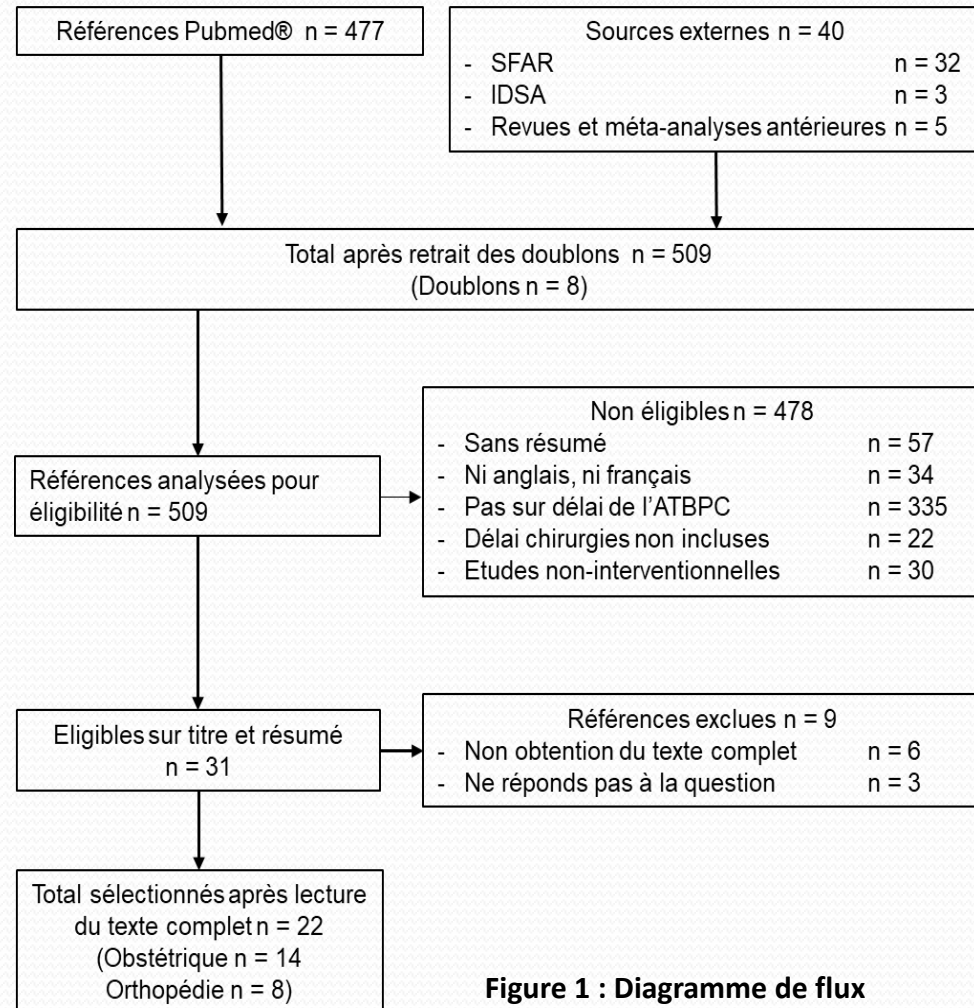 Références Pubmed® n = 477
Sources externes n = 40
- SFAR n = 32
- IDSA n = 3
- Revues et méta-analyses antérieures n = 5
Total après retrait des doublons n = 509
(Doublons n = 8)
Références analysées pour
éligibilité n = 509
Non éligibles n = 478
- Sans résumé n = 57
- Ni anglais, ni français n = 34
- Pas sur délai de l'ATBPC n = 335
- Délai chirurgies non incluses n = 22
- Etudes non-interventionnelles n = 30
Eligibles sur titre et résumé
n = 31
Références exclues n = 9
- Non obtention du texte complet n = 6
- Ne réponds pas à la question n = 3
Total sélectionnés après lecture
du texte complet n = 22
(Obstétrique n = 14
Orthopédie n = 8)
Figure 1 : Diagramme de flux